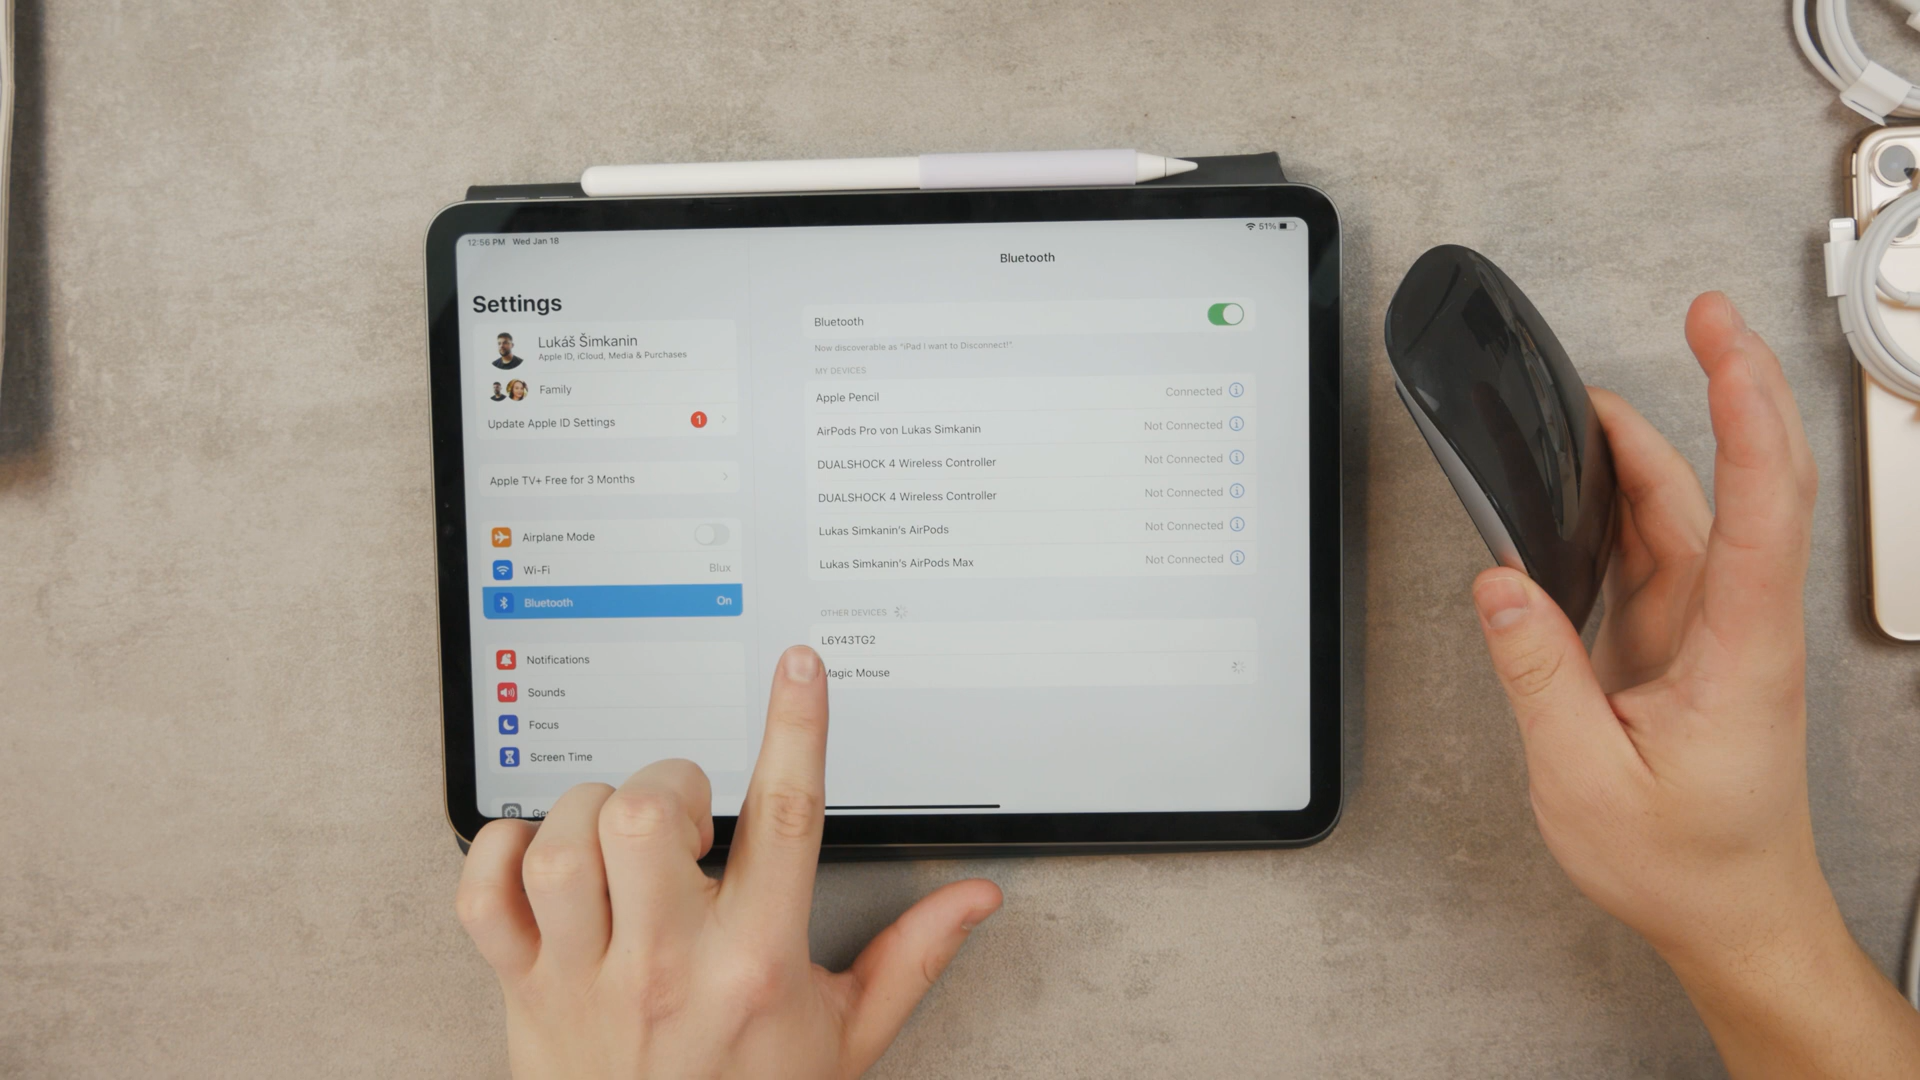 12:56 PM Wed Jan 18
51%
Settings
Lukáš Šimkanin
Apple ID, iCloud, Media & Purchases
Family
Update Apple ID Settings 1
Apple TV+ Free for 3 Months
Airplane Mode
Wi-Fi Blux
Bluetooth On
Notifications
Sounds
Focus
Screen Time
Bluetooth
Bluetooth
Now discoverable as "iPad I want to Disconnect!"
MY DEVICES
Apple Pencil Connected
AirPods Pro von Lukas Simkanin Not Connected
DUALSHOCK 4 Wireless Controller Not Connected
DUALSHOCK 4 Wireless Controller Not Connected
Lukas Simkanin's AirPods Not Connected
Lukas Simkanin's AirPods Max Not Connected
OTHER DEVICES
L6Y43TG2
Magic Mouse